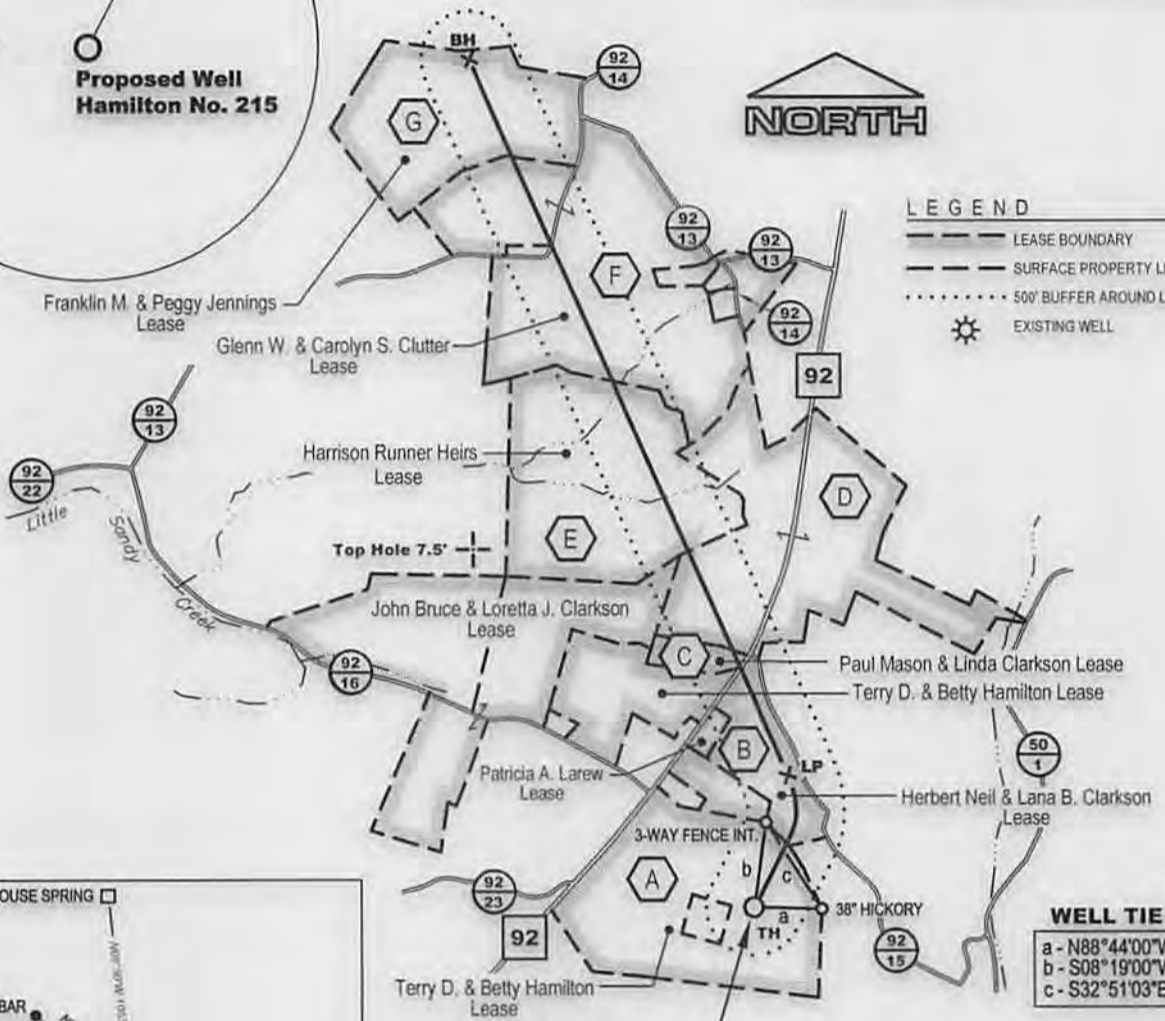 BH
92
14
Proposed Well
Hamilton No. 215
NORTH
G
92
13
92
13
LEGEND
LEASE BOUNDARY
SURFACE PROPERTY
500' BUFFER AROUND
EXISTING WELL
F
Franklin M. & Peggy Jennings
Lease
Glenn W. & Carolyn S. Clutter
Lease
92
14
92
92
13
Harrison Runner Heirs
Lease
92
22
Little
Sandy
Creek
D
Top Hole 7.5'
E
John Bruce & Loretta J. Clarkson
Lease
C
Paul Mason & Linda Clarkson Lease
92
16
Terry D. & Betty Hamilton Lease
B
50
1
Patricia A. Larew
Lease
LP
Herbert Neil & Lana B. Clarkson
Lease
3-WAY FENCE INT.
b
c
A
92
23
a
38" HICKORY
TH
OUSE SPRING
92
92
15
WELL TIE
a - N88°44'00"
b - S08°19'00"
c - S32°51'03"E
Terry D. & Betty Hamilton
Lease
BAR